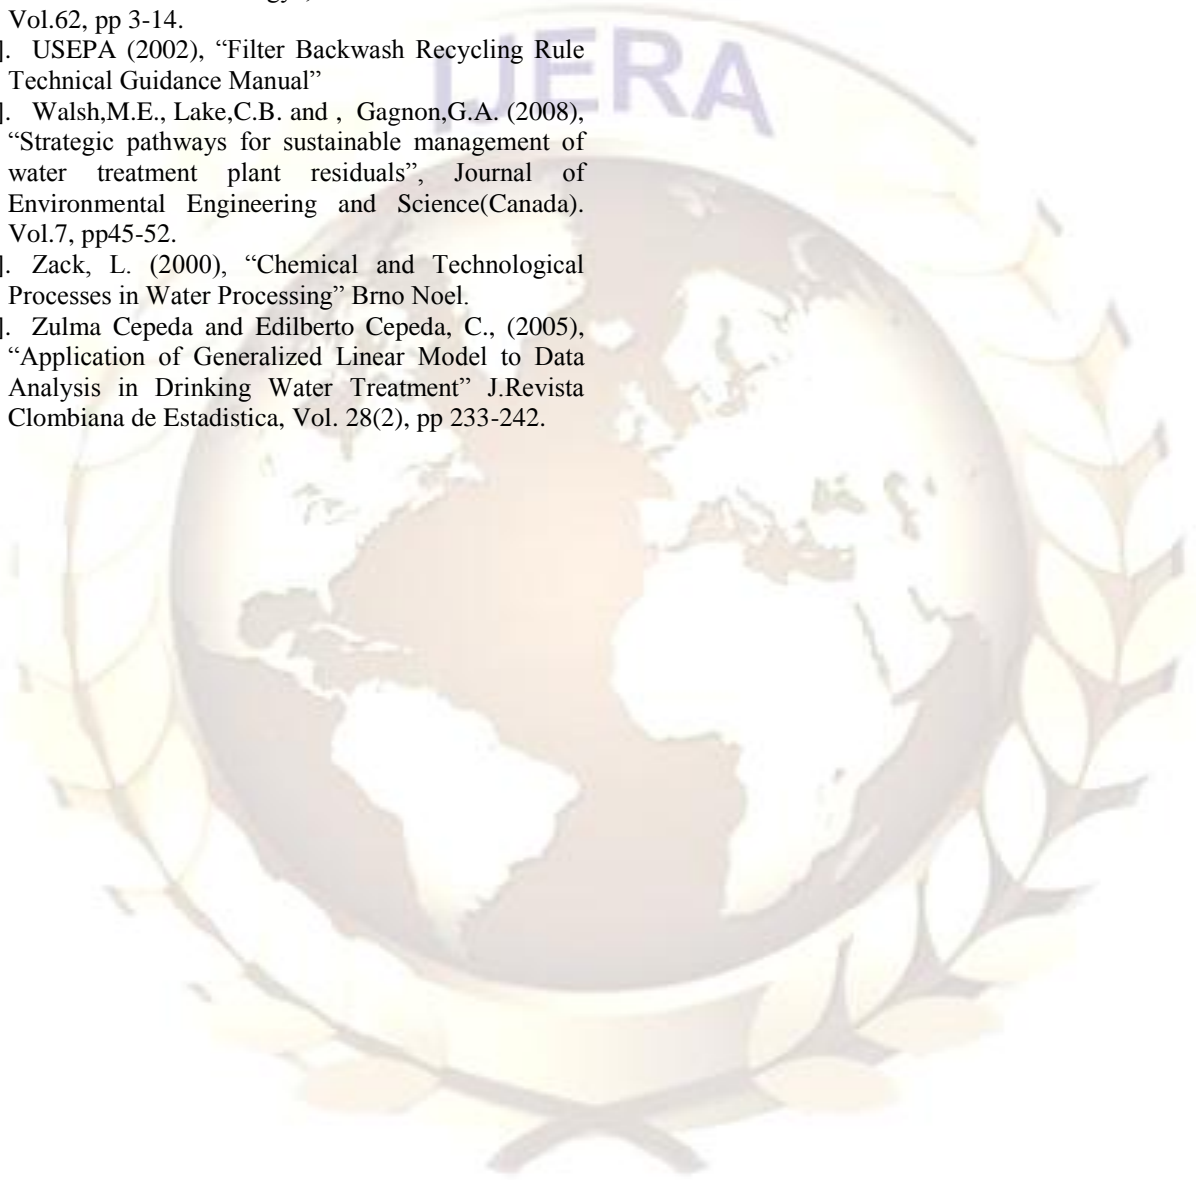 Vol.62, pp 3-14.
]. USEPA (2002), “Filter Backwash Recycling Rule
Technical Guidance Manual”
]. Walsh,M.E., Lake,C.B. and , Gagnon,G.A. (2008),
“Strategic pathways for sustainable management of
water treatment plant residuals”, Journal of
Environmental Engineering and Science(Canada).
Vol.7, pp45-52.
]. Zack, L. (2000), “Chemical and Technological
Processes in Water Processing” Brno Noel.
]. Zulma Cepeda and Edilberto Cepeda, C., (2005),
“Application of Generalized Linear Model to Data
Analysis in Drinking Water Treatment” J.Revista
Clombiana de Estadistica, Vol. 28(2), pp 233-242.
IJERA